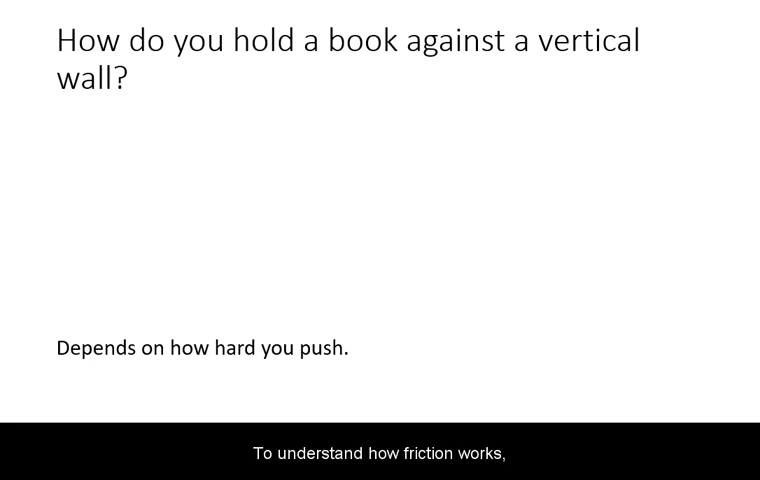 How do you hold a book against a vertical
wall?
Depends on how hard you push.
To understand how friction works,